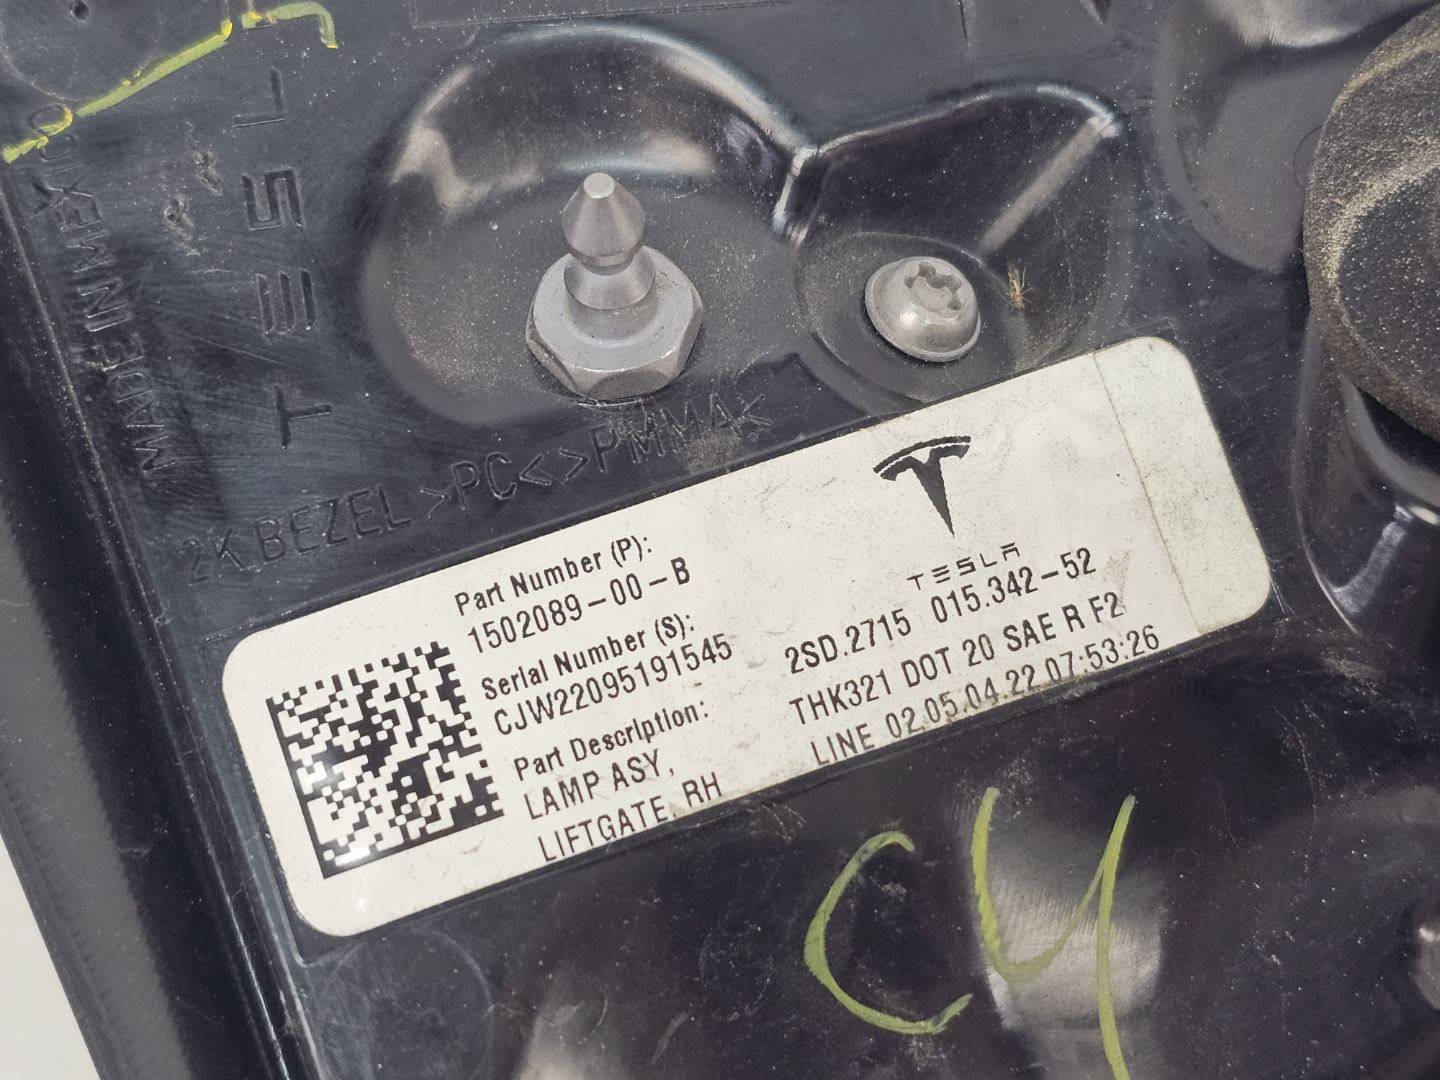 MADE IN MEXICO
TESL
2K BEZEL >PC<>PMMA<
Part Number (P):
1502089-00-B
Serial Number (S):
CJW22095191545
Part Description:
LAMP ASY,
LIFTGATE, RH
TESLA
2SD.2715 015.342-52
THK321 DOT 20 SAE R F2
LINE 02.05.04.22.07:53:26
CY